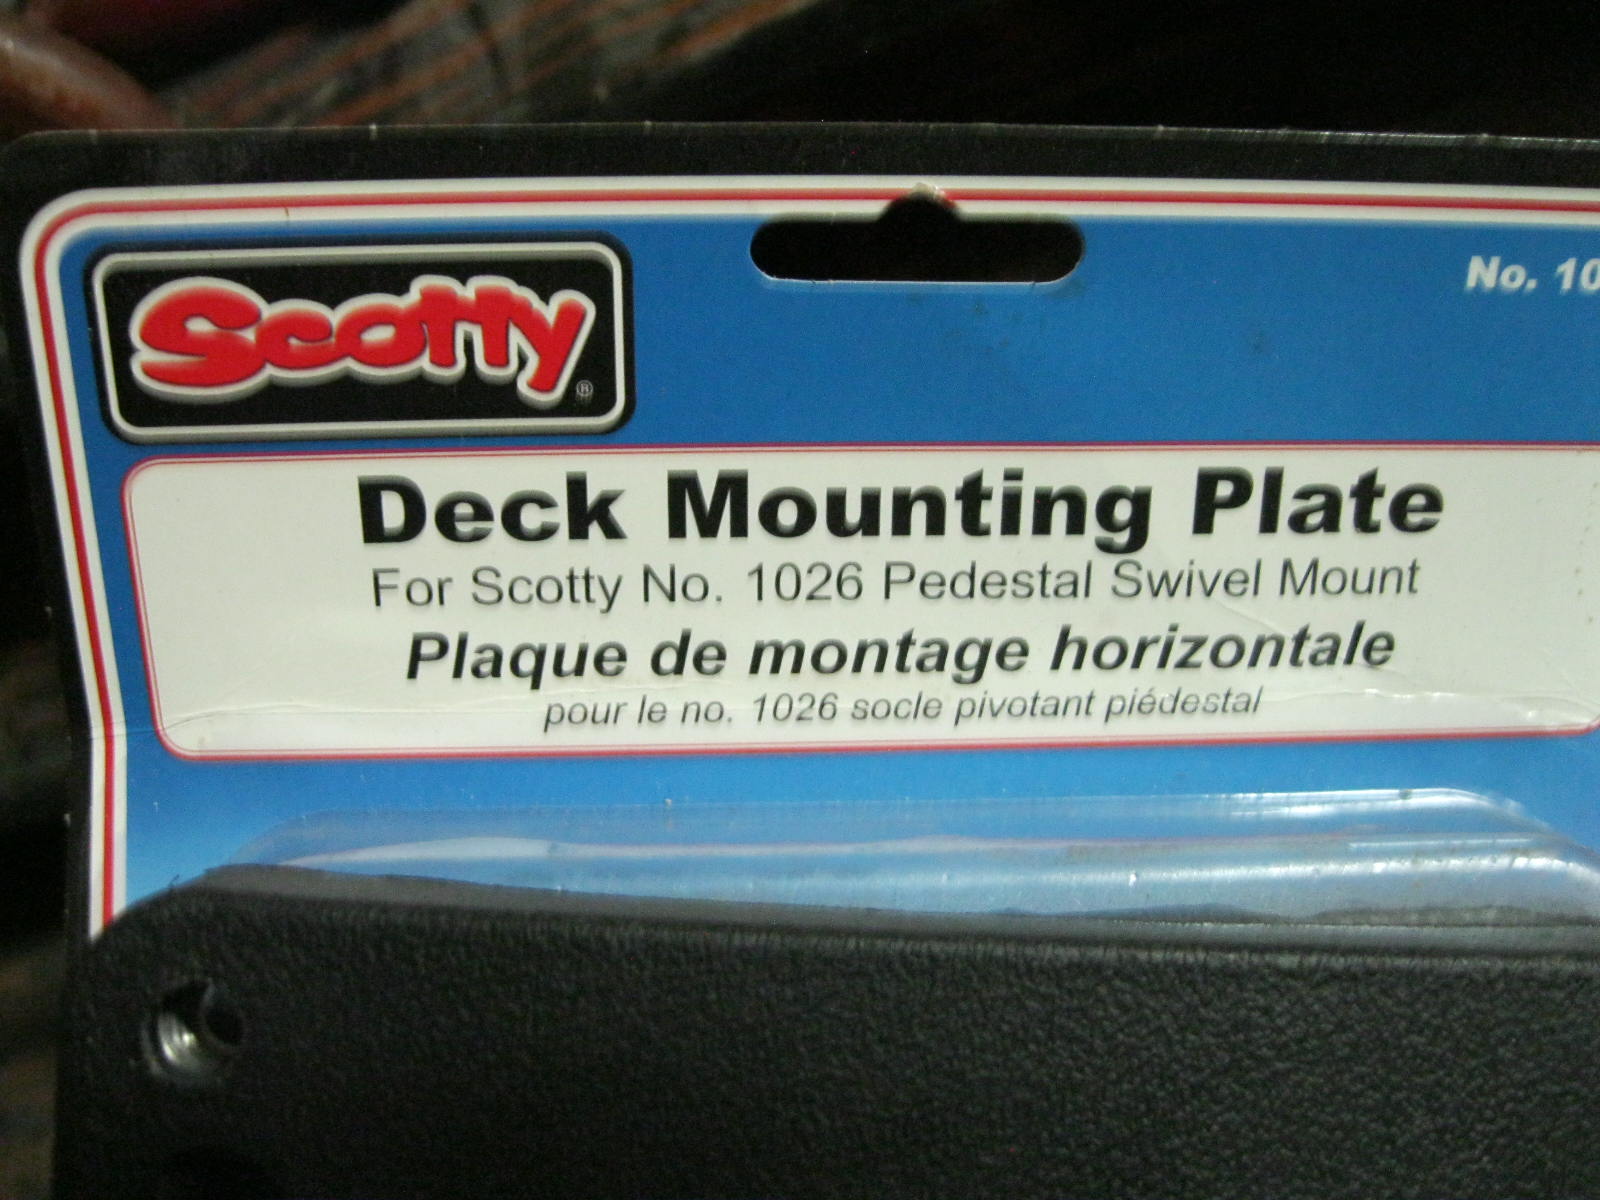 Scotty®
No. 10
Deck Mounting Plate
For Scotty No. 1026 Pedestal Swivel Mount
Plaque de montage horizontale
pour le no. 1026 socle pivotant piédestal